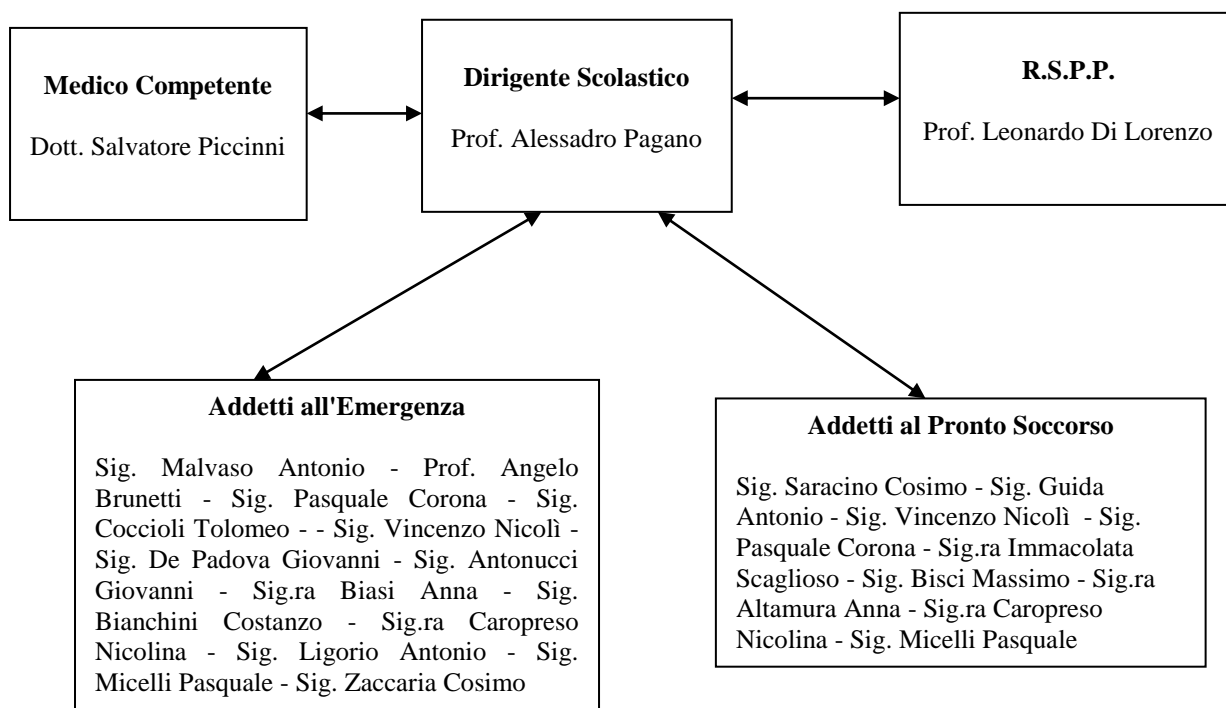 Medico Competente
Dott. Salvatore Piccinni
Dirigente Scolastico
Prof. Alessadro Pagano
R.S.P.P.
Prof. Leonardo Di Lorenzo
Addetti all'Emergenza
Sig. Malvaso Antonio - Prof. Angelo
Brunetti - Sig. Pasquale Corona - Sig.
Coccioli Tolomeo - - Sig. Vincenzo Nicolì -
Sig. De Padova Giovanni - Sig. Antonucci
Giovanni - Sig.ra Biasi Anna - Sig.
Bianchini Costanzo - Sig.ra Caropreso
Nicolina - Sig. Ligorio Antonio - Sig.
Micelli Pasquale - Sig. Zaccaria Cosimo
Addetti al Pronto Soccorso
Sig. Saracino Cosimo - Sig. Guida
Antonio - Sig. Vincenzo Nicolì - Sig.
Pasquale Corona - Sig.ra Immacolata
Scaglioso - Sig. Bisci Massimo - Sig.ra
Altamura Anna - Sig.ra Caropreso
Nicolina - Sig. Micelli Pasquale